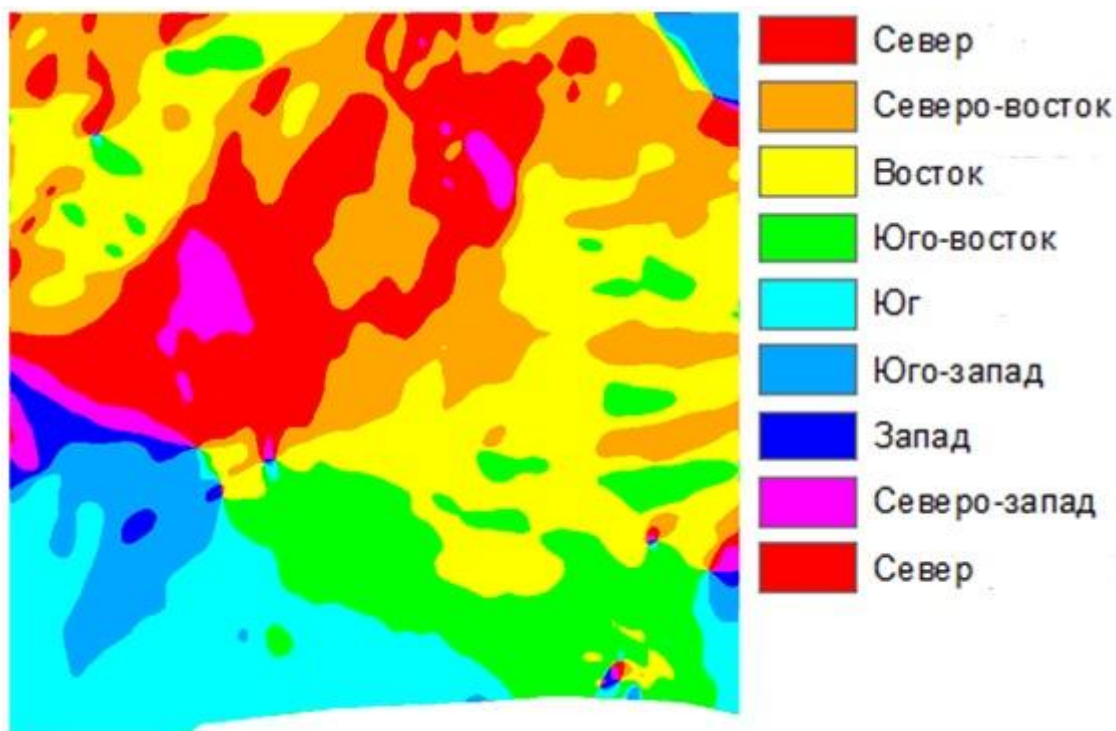 Север
Северо-восток
Восток
Юго-восток
Юг
Юго-запад
Запад
Северо-запад
Север